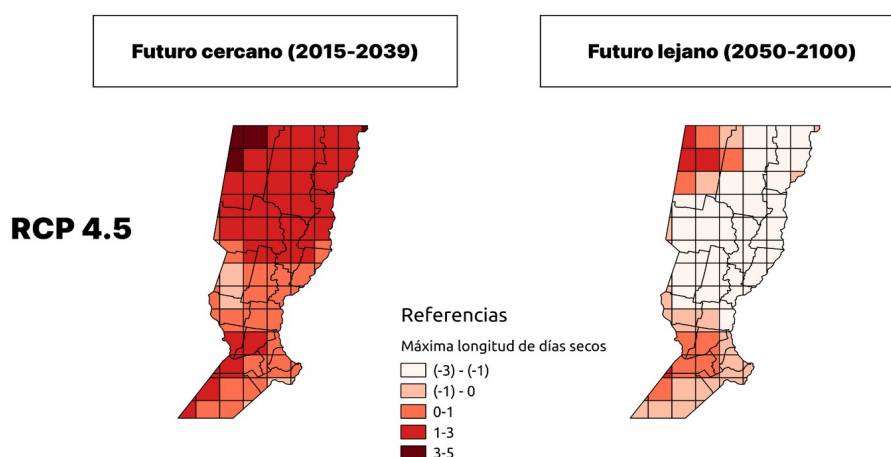 Futuro cercano (2015-2039)
Futuro lejano (2050-2100)
RCP 4.5
Referencias
Máxima longitud de días secos
(-3) - (-1)
(-1) - 0
0-1
1-3
3-5